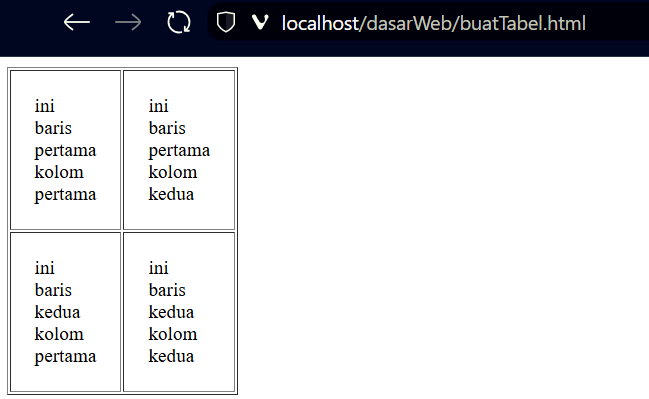 localhost/dasarWeb/buatTabel.html
ini
baris
pertama
kolom
pertama
ini
baris
pertama
kolom
kedua
ini
baris
kedua
kolom
pertama
ini
baris
kedua
kolom
kedua